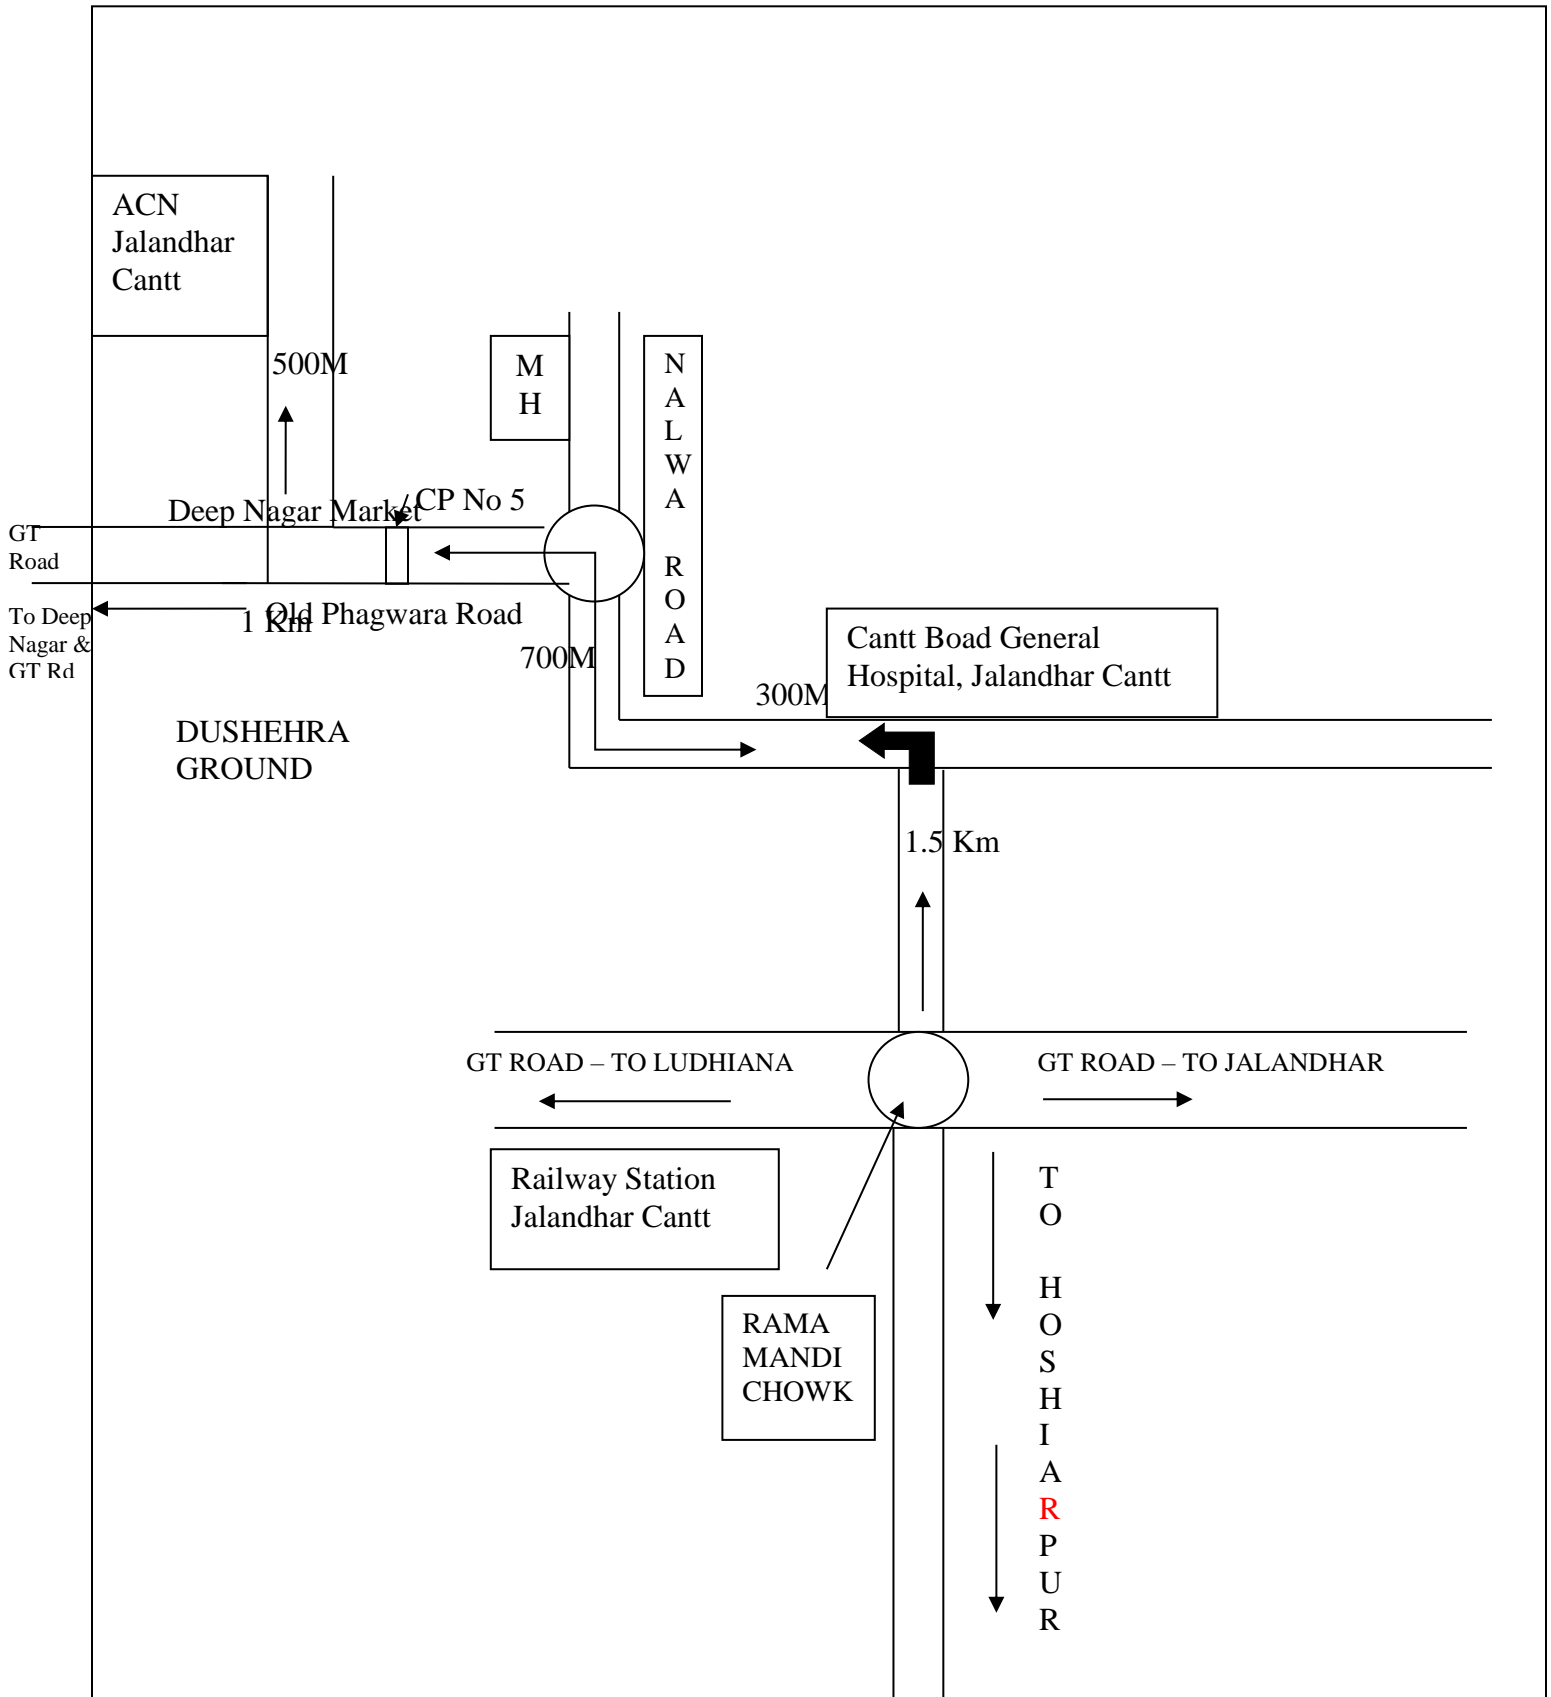 ACN
Jalandhar
Cantt
500M
M
H
N
A
L
W
A
R
O
A
D
CP No 5
Deep Nagar Market
GT
Road
To Deep
Nagar &
GT Rd
1 Km
Old Phagwara Road
700M
300M
Cantt Boad General
Hospital, Jalandhar Cantt
DUSHEHRA
GROUND
1.5 Km
GT ROAD – TO LUDHIANA
GT ROAD – TO JALANDHAR
Railway Station
Jalandhar Cantt
RAMA
MANDI
CHOWK
T
O
H
O
S
H
I
A
R
P
U
R